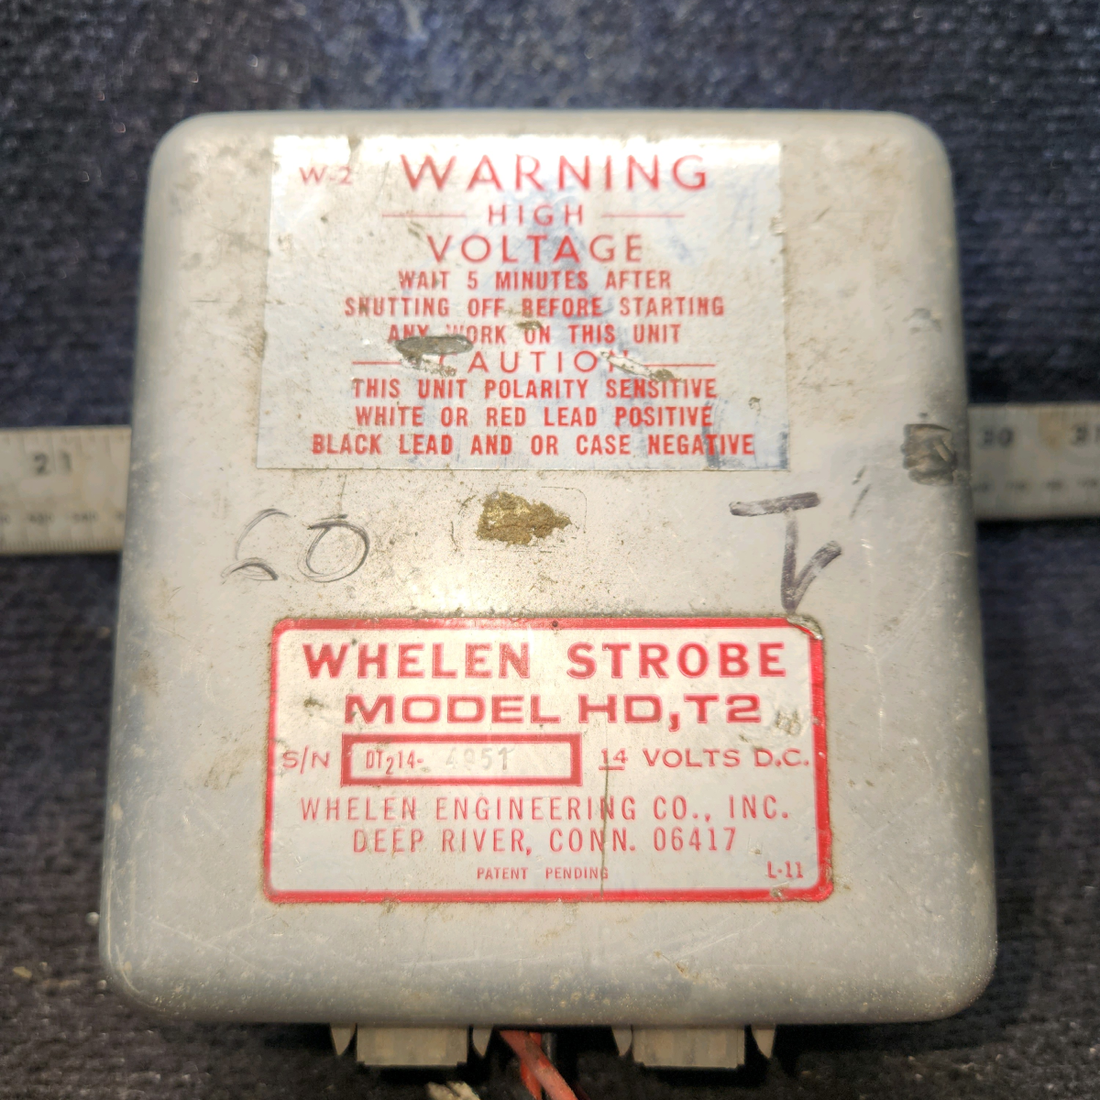 W-2 WARNING
HIGH
VOLTAGE
WAIT 5 MINUTES AFTER
SHUTTING OFF BEFORE STARTING
ANY WORK ON THIS UNIT
CAUTION
THIS UNIT POLARITY SENSITIVE
WHITE OR RED LEAD POSITIVE
BLACK LEAD AND OR CASE NEGATIVE
21
30
31
WHELEN STROBE
MODEL HD,T2
S/N DT214- 4951 14 VOLTS D.C.
WHELEN ENGINEERING CO., INC.
DEEP RIVER, CONN. 06417
PATENT PENDING L-11